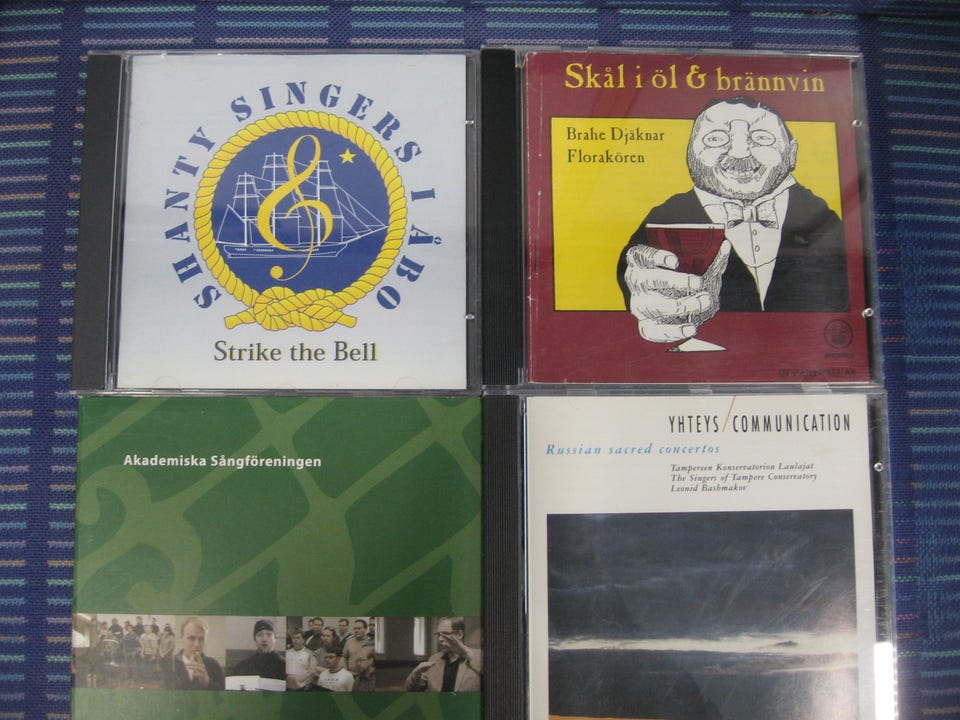 SHANTY SINGERS I ÅBO
Strike the Bell
Skål i öl & brännvin
Brahe Djäknar
Florakören
Akademiska Sångföreningen
YHTEYS/COMMUNICATION
Russian sacred concertos
Tampereen Konservatorion Laulajat
The Singers of Tampere Conservatory
Leonid Bashmakov